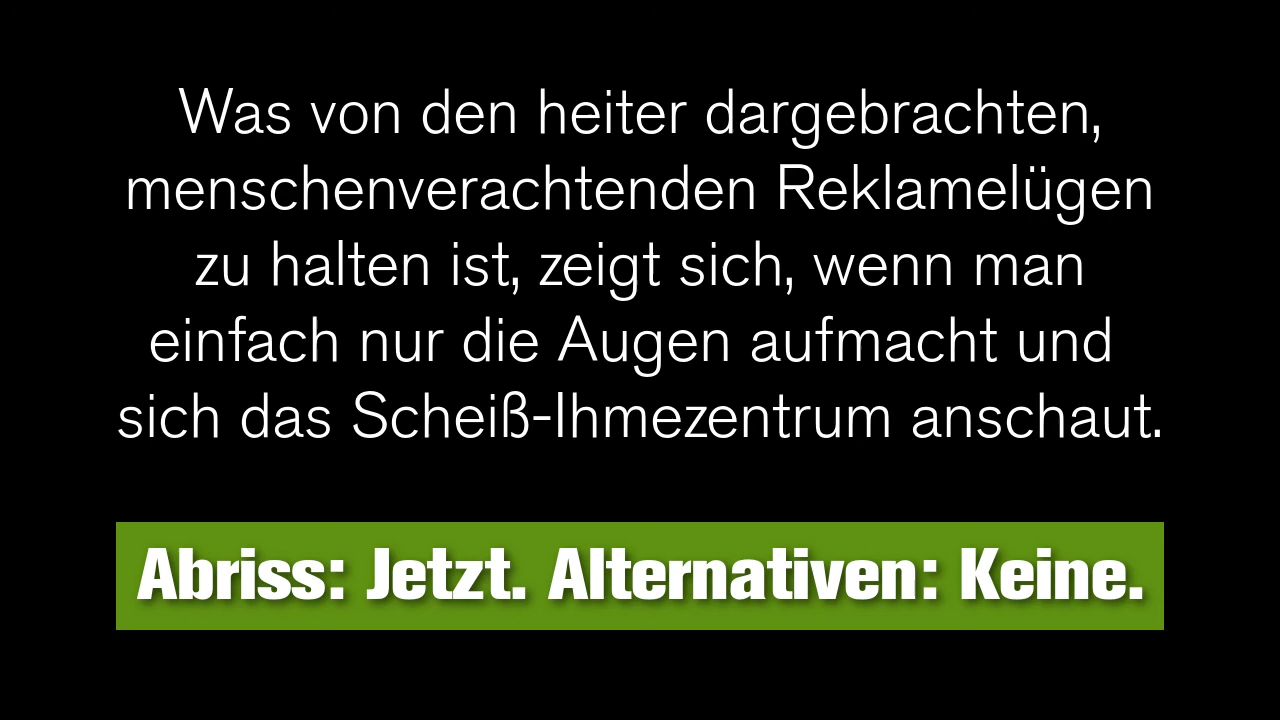 Was von den heiter dargebrachten,
menschenverachtenden Reklamelügen
zu halten ist, zeigt sich, wenn man
einfach nur die Augen aufmacht und
sich das Scheiß-Ihmezentrum anschaut.
Abriss: Jetzt. Alternativen: Keine.